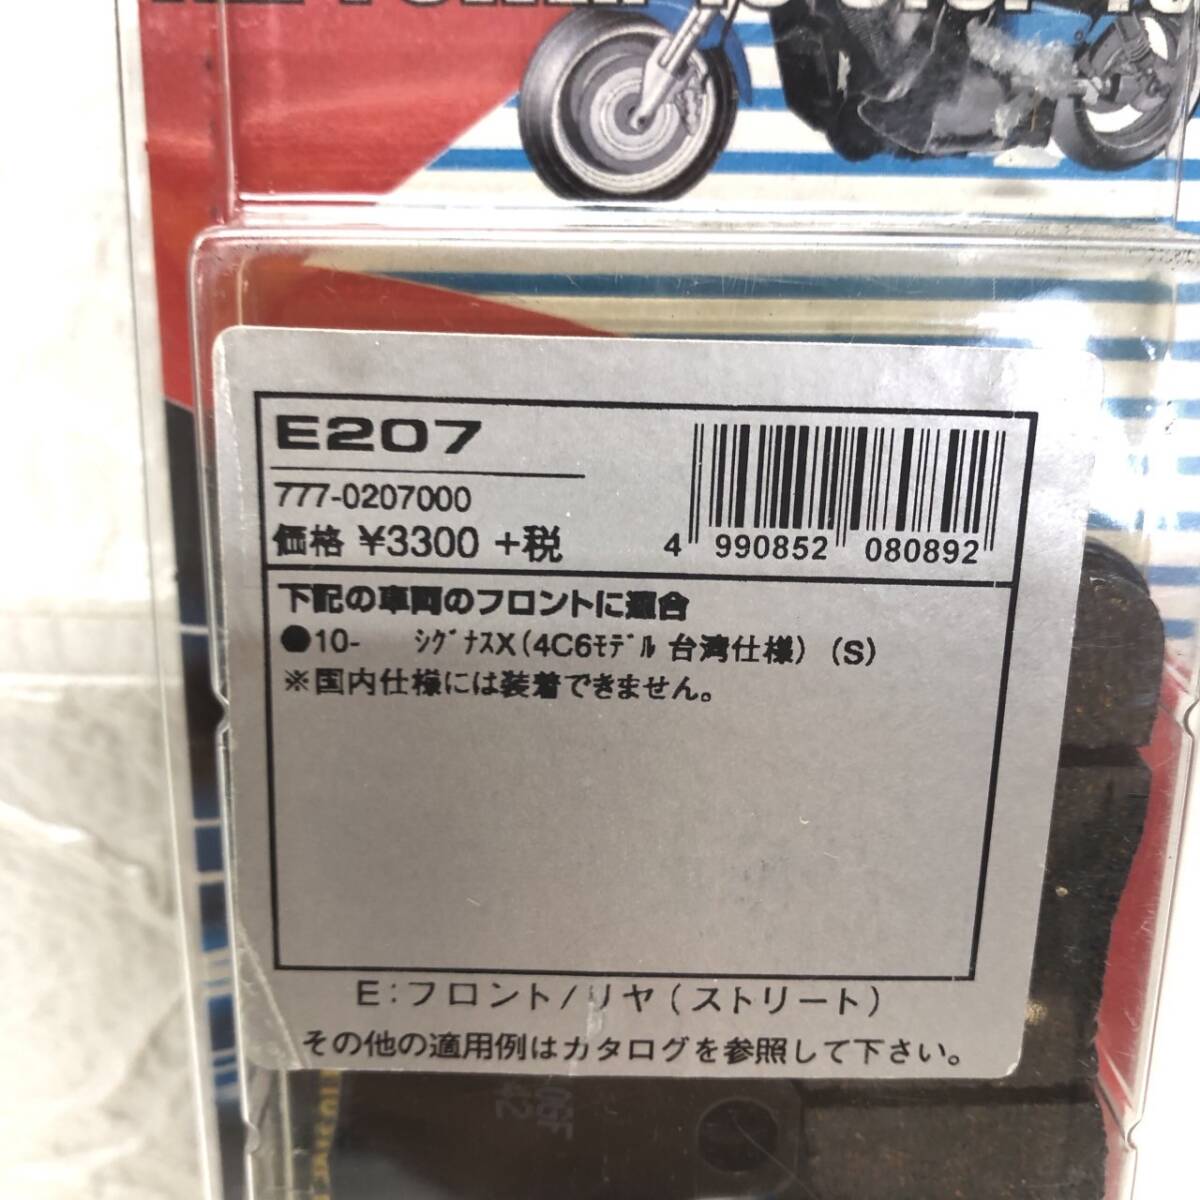 E207
777-0207000
価格 ¥3300 +税
4 990852 080892
下記の車両のフロントに適合
●10- ｼｸﾞﾅｽX(4C6ﾓﾃﾞﾙ 台湾仕様) (S)
※国内仕様には装着できません。
E:フロント/リヤ(ストリート)
その他の適用例はカタログを参照して下さい。